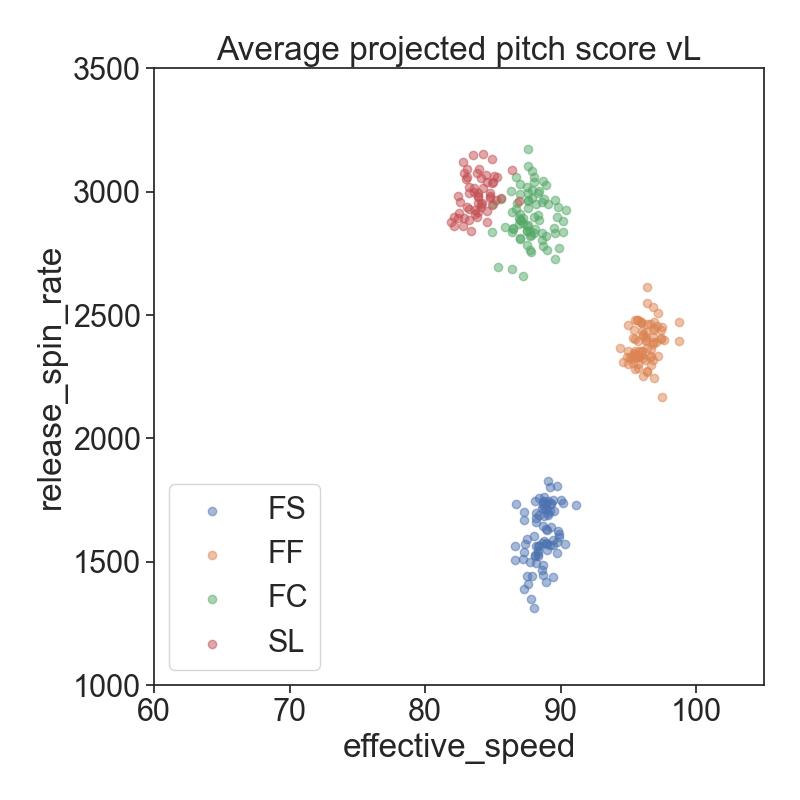 Average projected pitch score vL
3500
3000
2500
2000
1500
1000
release_spin_rate
FS
FF
FC
SL
60 70 80 90 100
effective_speed